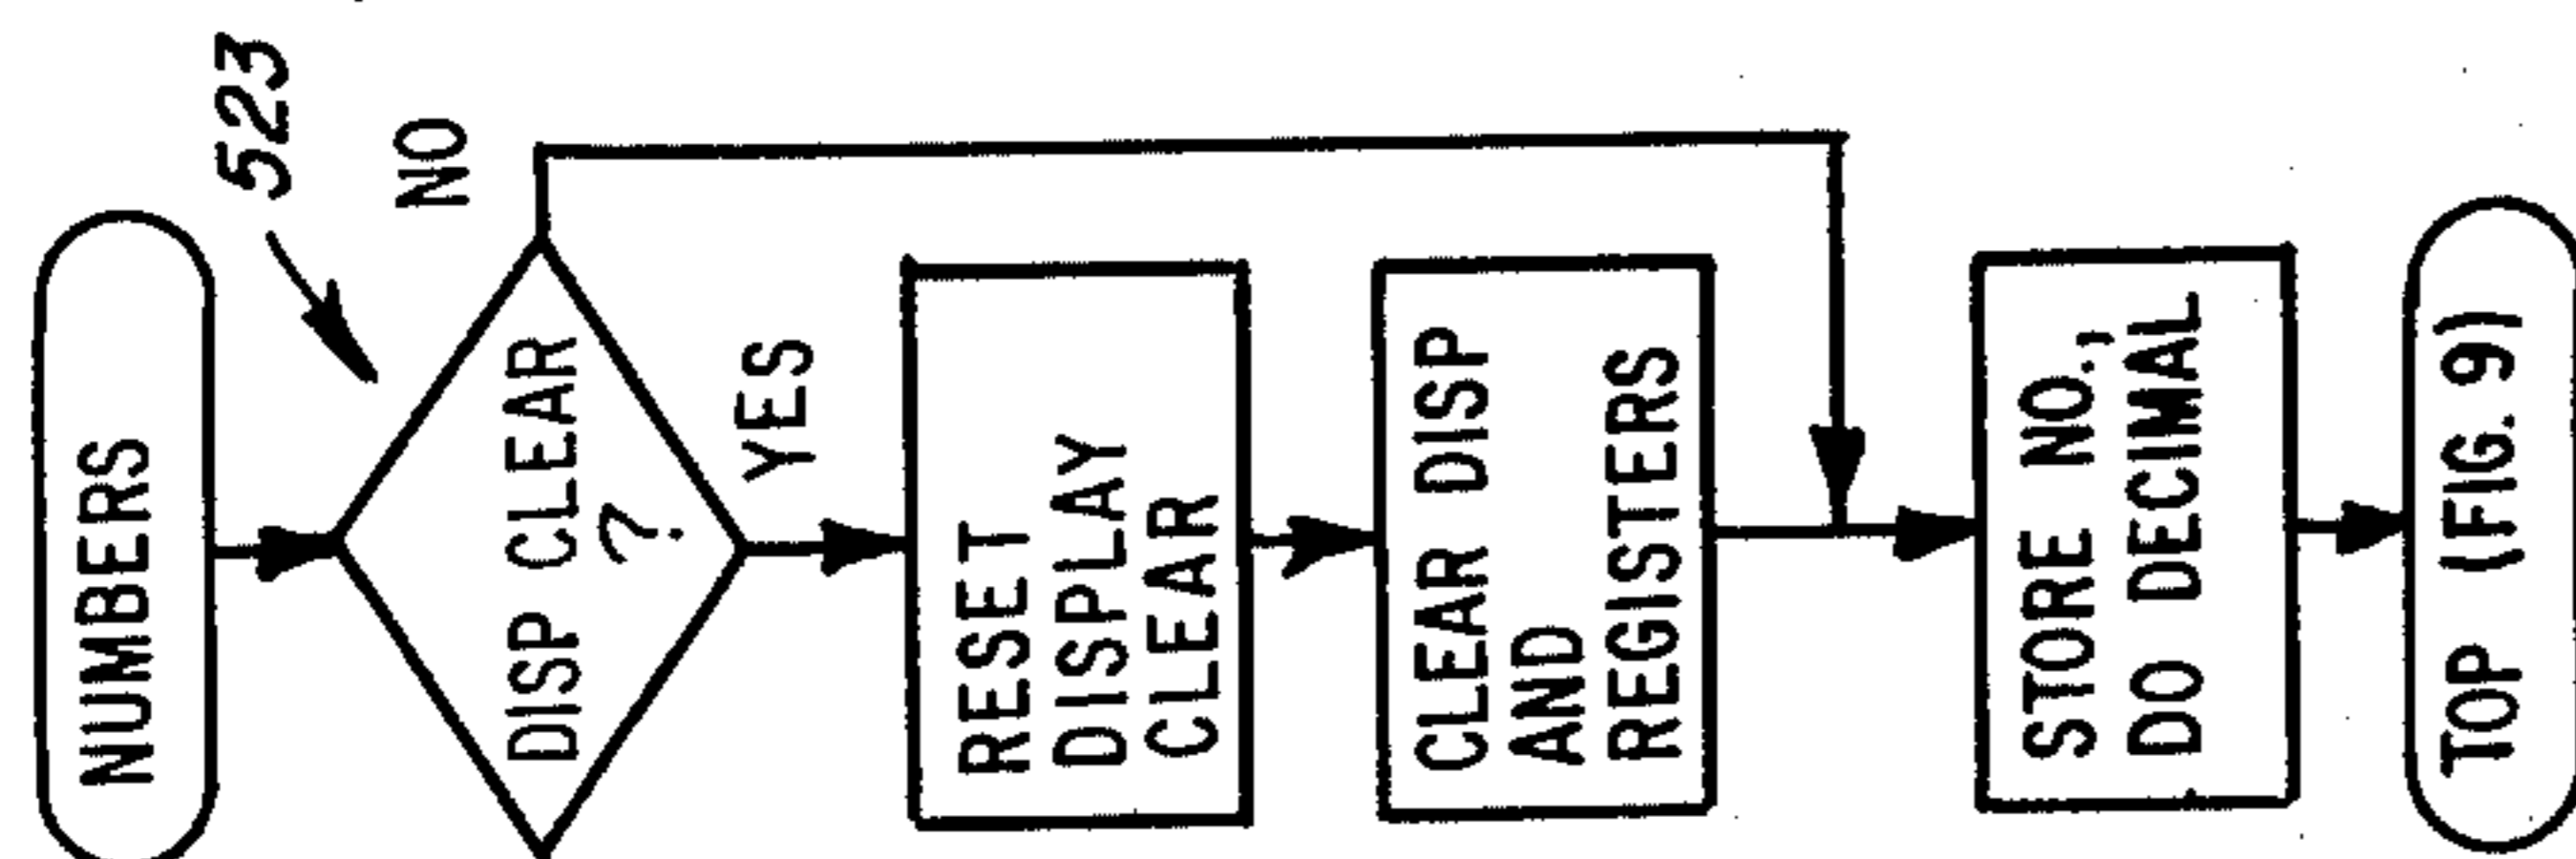 523
NUMBERS
DISP CLEAR
?
NO
YES
RESET
DISPLAY
CLEAR
CLEAR DISP
AND
REGISTERS
STORE NO.,
DO DECIMAL
TOP (FIG. 9)